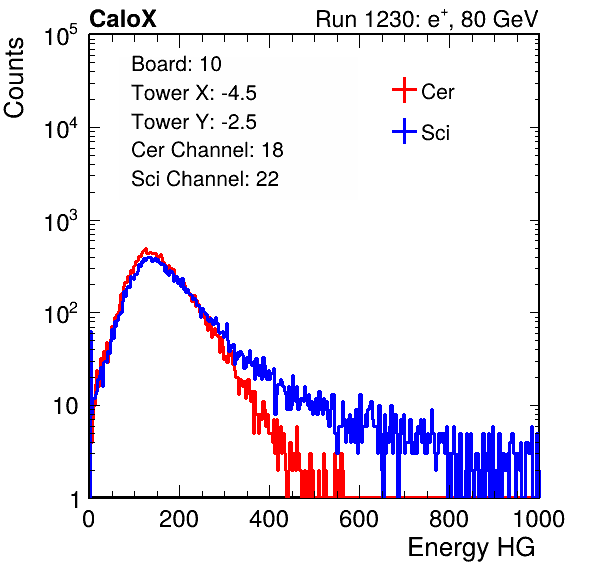 CaloX Run 1230: e⁺, 80 GeV
Counts
Board: 10
Tower X: -4.5
Tower Y: -2.5
Cer Channel: 18
Sci Channel: 22
Cer
Sci
10⁵
10⁴
10³
10²
10
1
0 200 400 600 800 1000
Energy HG